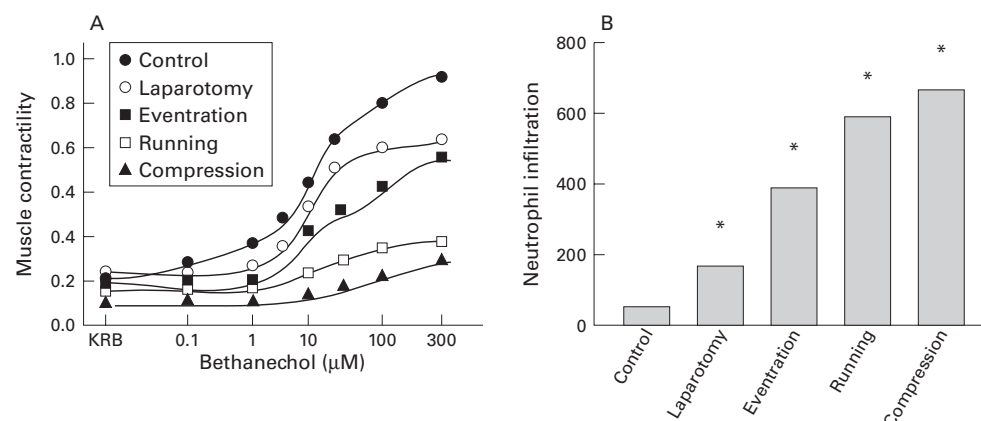 A
Muscle contractility
1.0
0.8
0.6
0.4
0.2
0.0
Control
Laparotomy
Eventration
Running
Compression
KRB
0.1
1
10
100
300
Bethanechol (μM)
B
Neutrophil infiltration
800
600
400
200
0
*
*
*
*
Control
Laparotomy
Eventration
Running
Compression